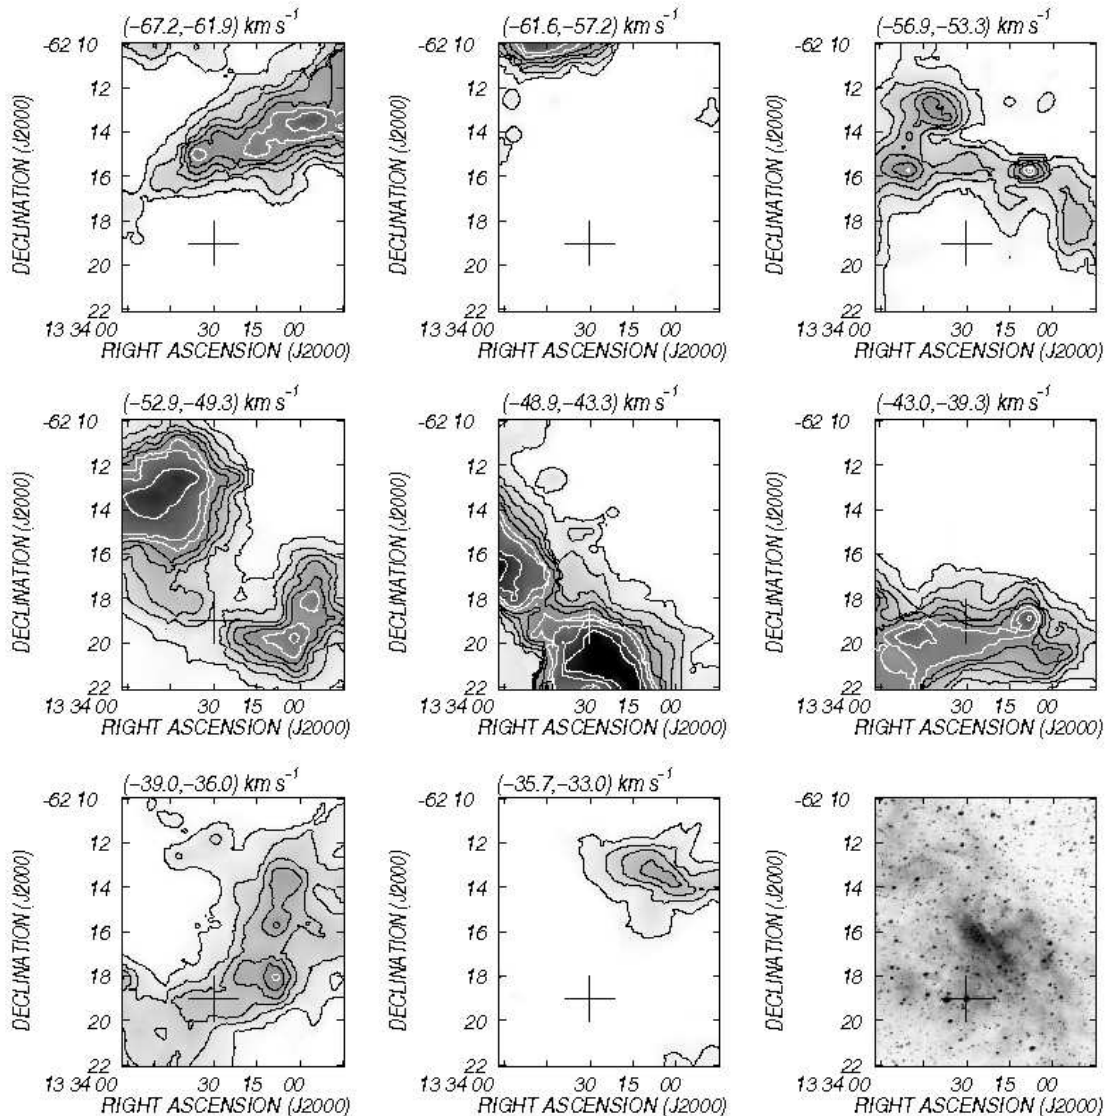 (−67.2,−61.9) km s⁻¹
(−61.6,−57.2) km s⁻¹
(−56.9,−53.3) km s⁻¹
-62 10
12
14
16
18
20
22
DECLINATION (J2000)
13 34 00
30
15
00
RIGHT ASCENSION (J2000)
-62 10
12
14
16
18
20
22
DECLINATION (J2000)
13 34 00
30
15
00
RIGHT ASCENSION (J2000)
-62 10
12
14
16
18
20
22
DECLINATION (J2000)
13 34 00
30
15
00
RIGHT ASCENSION (J2000)
(−52.9,−49.3) km s⁻¹
(−48.9,−43.3) km s⁻¹
(−43.0,−39.3) km s⁻¹
-62 10
12
14
16
18
20
22
DECLINATION (J2000)
13 34 00
30
15
00
RIGHT ASCENSION (J2000)
-62 10
12
14
16
18
20
22
DECLINATION (J2000)
13 34 00
30
15
00
RIGHT ASCENSION (J2000)
-62 10
12
14
16
18
20
22
DECLINATION (J2000)
13 34 00
30
15
00
RIGHT ASCENSION (J2000)
(−39.0,−36.0) km s⁻¹
(−35.7,−33.0) km s⁻¹
-62 10
12
14
16
18
20
22
DECLINATION (J2000)
13 34 00
30
15
00
RIGHT ASCENSION (J2000)
-62 10
12
14
16
18
20
22
DECLINATION (J2000)
13 34 00
30
15
00
RIGHT ASCENSION (J2000)
-62 10
12
14
16
18
20
22
DECLINATION (J2000)
13 34 00
30
15
00
RIGHT ASCENSION (J2000)